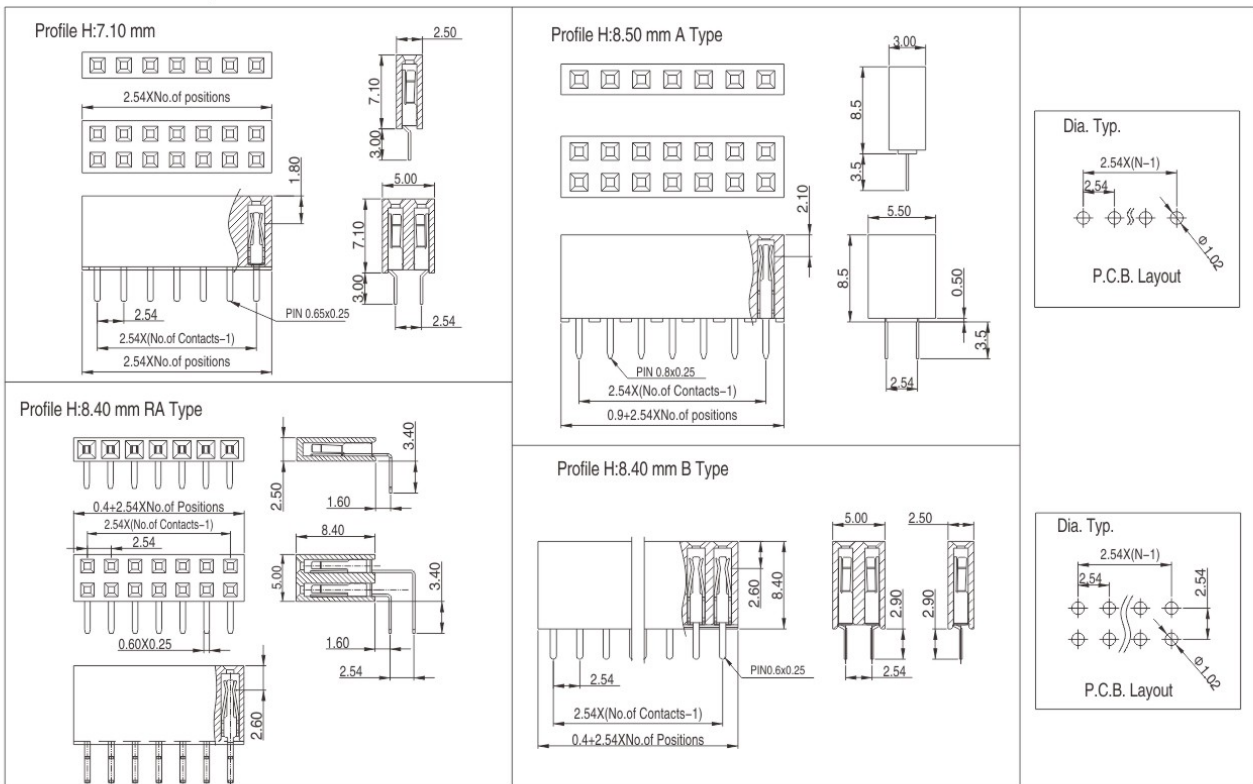 Profile H:7.10 mm
2.50
7.10
3.00
2.54XNo.of positions
1.80
5.00
7.10
3.00
2.54
PIN 0.65x0.25
2.54
2.54X(No.of Contacts-1)
2.54XNo.of positions
Profile H:8.50 mm A Type
3.00
8.5
3.5
2.10
5.50
8.5
0.50
3.5
2.54
PIN 0.8x0.25
2.54X(No.of Contacts-1)
0.9+2.54XNo.of positions
Dia. Typ.
2.54X(N-1)
2.54
Φ1.02
P.C.B. Layout
Profile H:8.40 mm RA Type
3.40
2.50
1.60
0.4+2.54XNo.of Positions
2.54X(No.of Contacts-1)
2.54
8.40
5.00
3.40
0.60X0.25
1.60
2.54
2.60
Profile H:8.40 mm B Type
5.00
2.50
2.60
8.40
2.90
2.90
2.54
PIN0.6x0.25
2.54
2.54X(No.of Contacts-1)
0.4+2.54XNo.of Positions
Dia. Typ.
2.54X(N-1)
2.54
2.54
Φ1.02
P.C.B. Layout